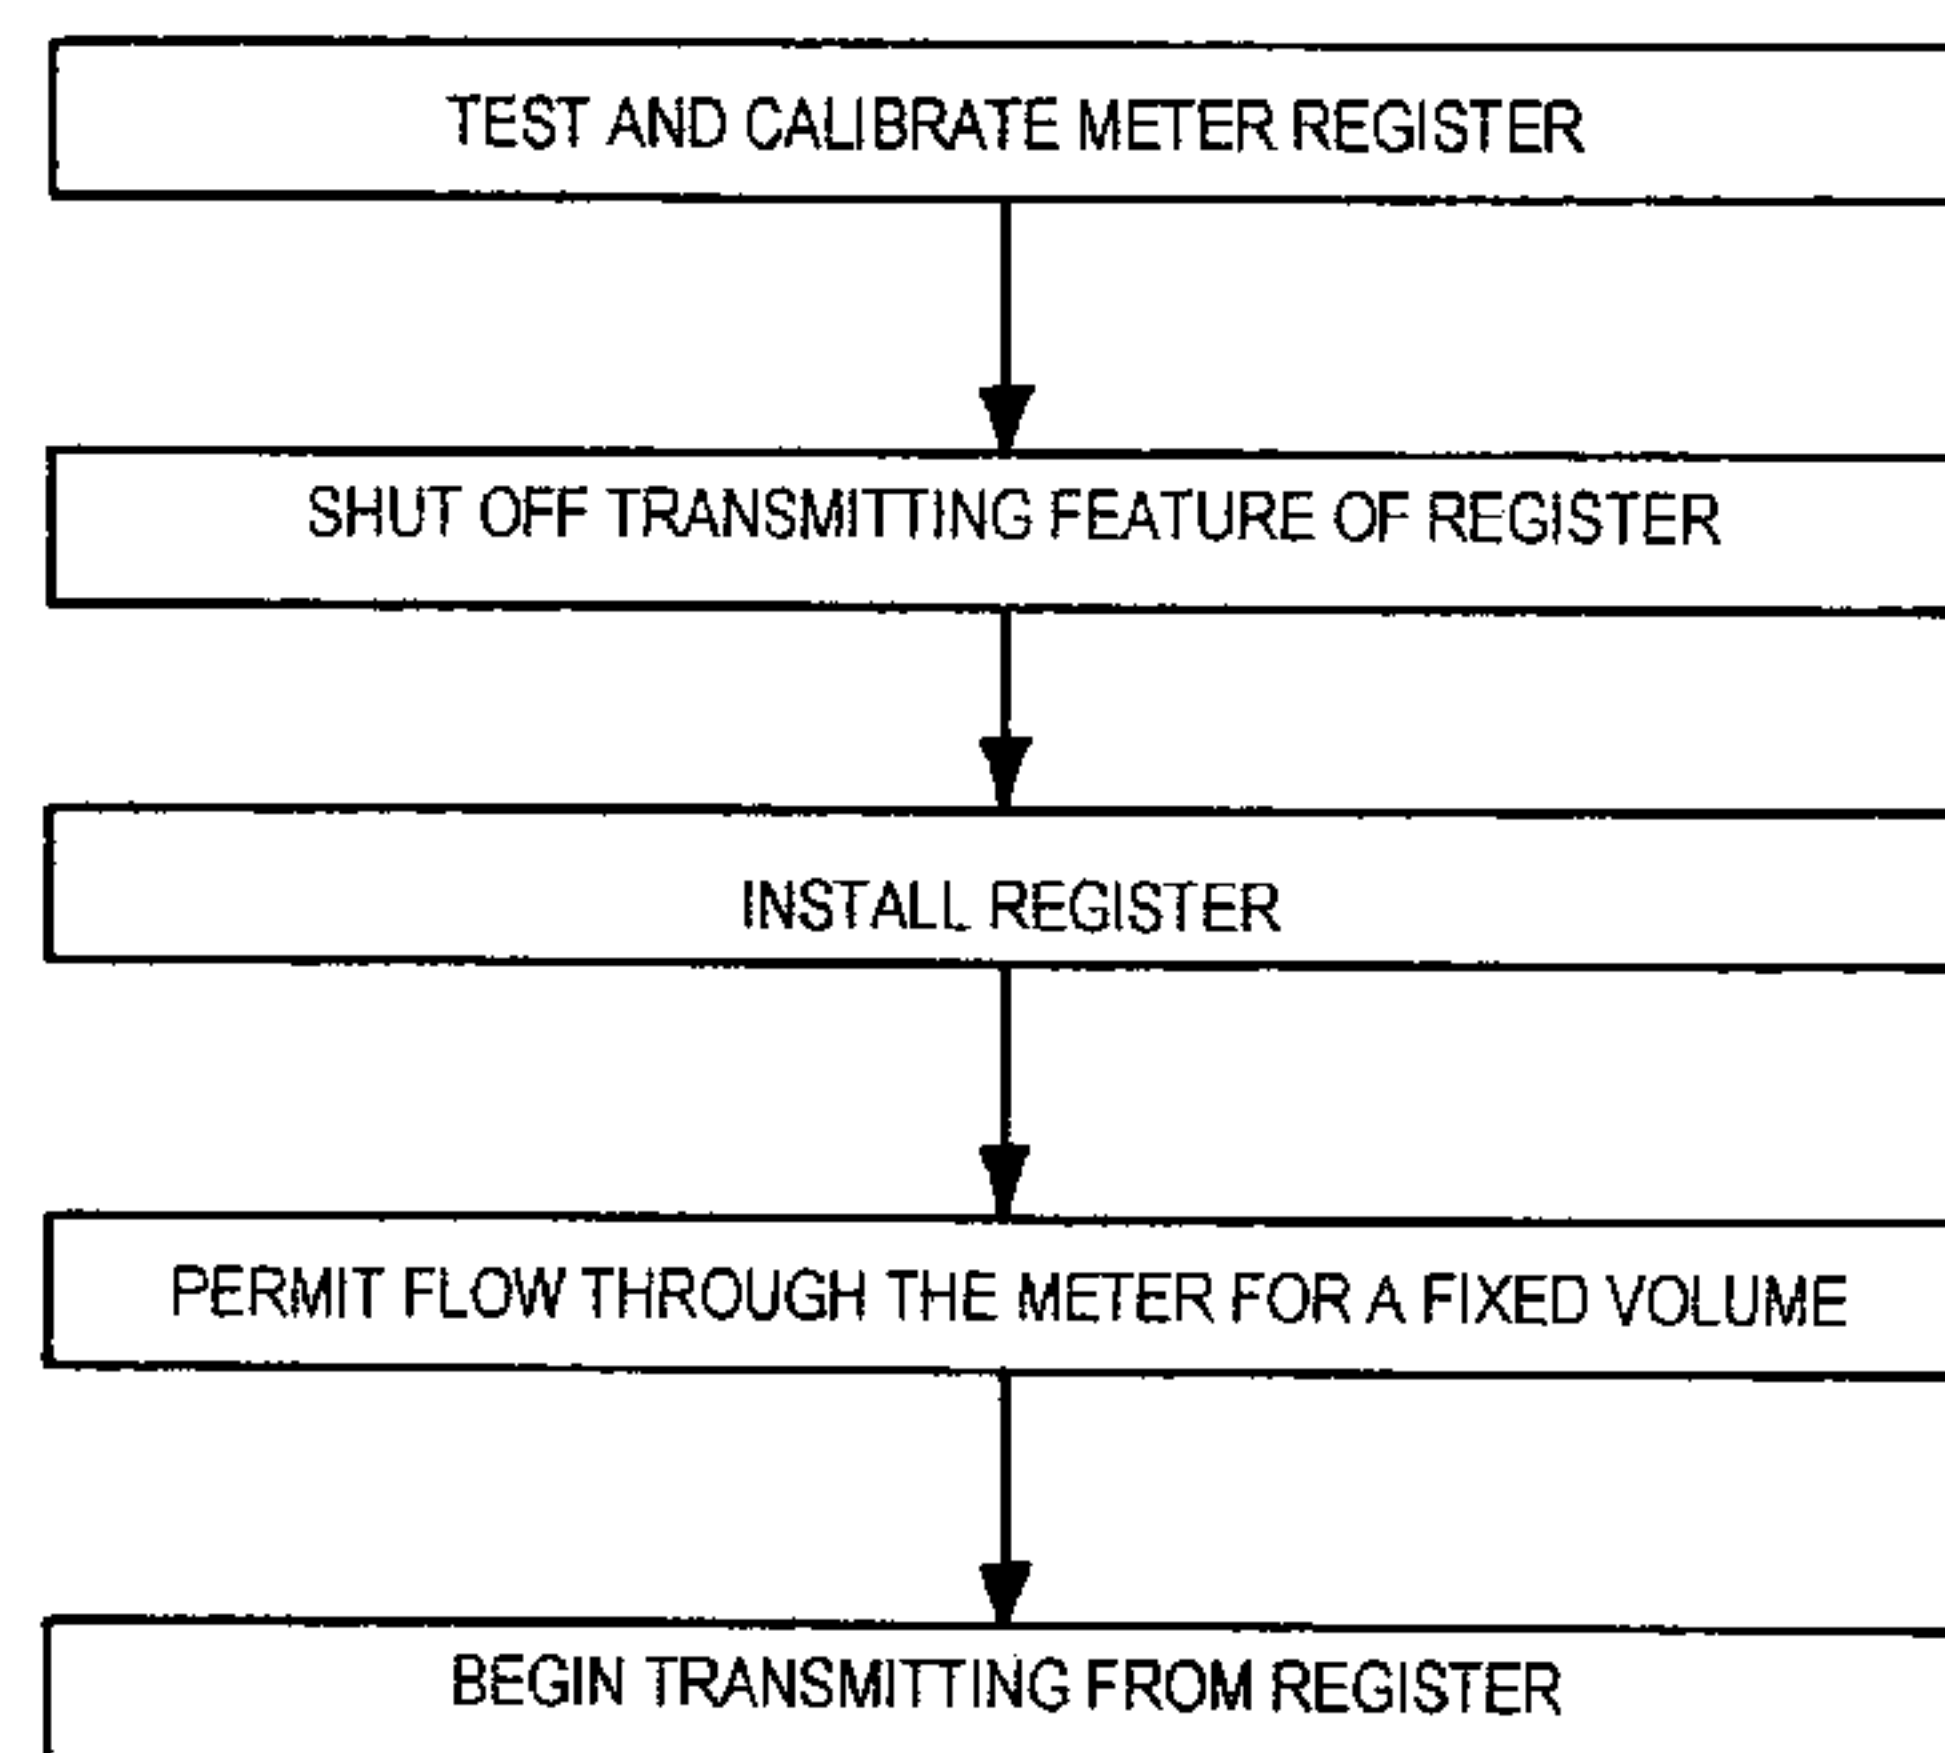 TEST AND CALIBRATE METER REGISTER
SHUT OFF TRANSMITTING FEATURE OF REGISTER
INSTALL REGISTER
PERMIT FLOW THROUGH THE METER FOR A FIXED VOLUME
BEGIN TRANSMITTING FROM REGISTER